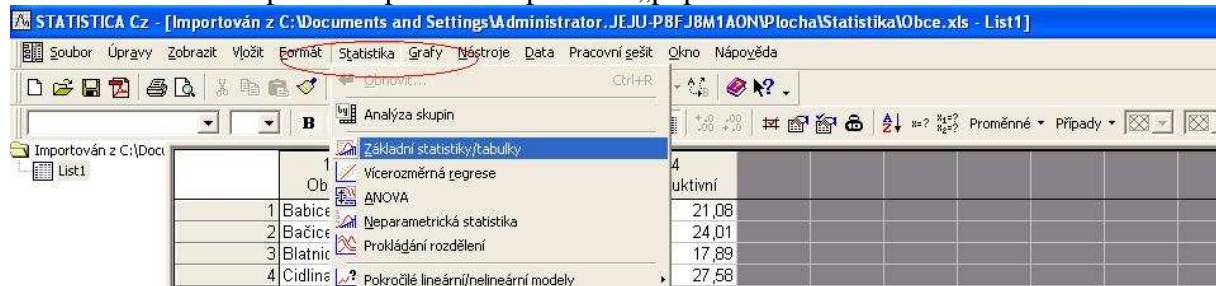 STATISTICA Cz - [Importován z C:\Documents and Settings\Administrator.JEJU-P8FJ8M1AON\Plocha\Statistika\Obce.xls - List1]
Soubor Úpravy Zobrazit Vložit Formát Statistika Grafy Nástroje Data Pracovní sešit Okno Nápověda
Obnovit... Ctrl+R
Analýza skupin
B Proměnné Případy
Importován z C:\Docu
List1
Základní statistiky/tabulky
1 4
Ob Vícerozměrná regrese uktivní
ANOVA
1 Babice 21,08
Neparametrická statistika
2 Bačice 24,01
Prokládání rozdělení
3 Blatnic 17,89
4 Cidlina Pokročilé lineární/nelineární modely 27,58